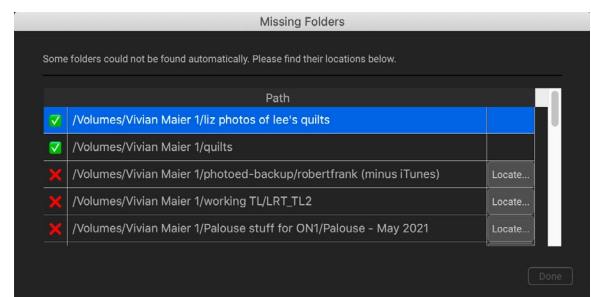 Missing Folders
Some folders could not be found automatically. Please find their locations below.
Path
/Volumes/Vivian Maier 1/liz photos of lee's quilts
/Volumes/Vivian Maier 1/quilts
/Volumes/Vivian Maier 1/photoed-backup/robertfrank (minus iTunes) Locate...
/Volumes/Vivian Maier 1/working TL/LRT_TL2 Locate...
/Volumes/Vivian Maier 1/Palouse stuff for ON1/Palouse - May 2021 Locate...
Done